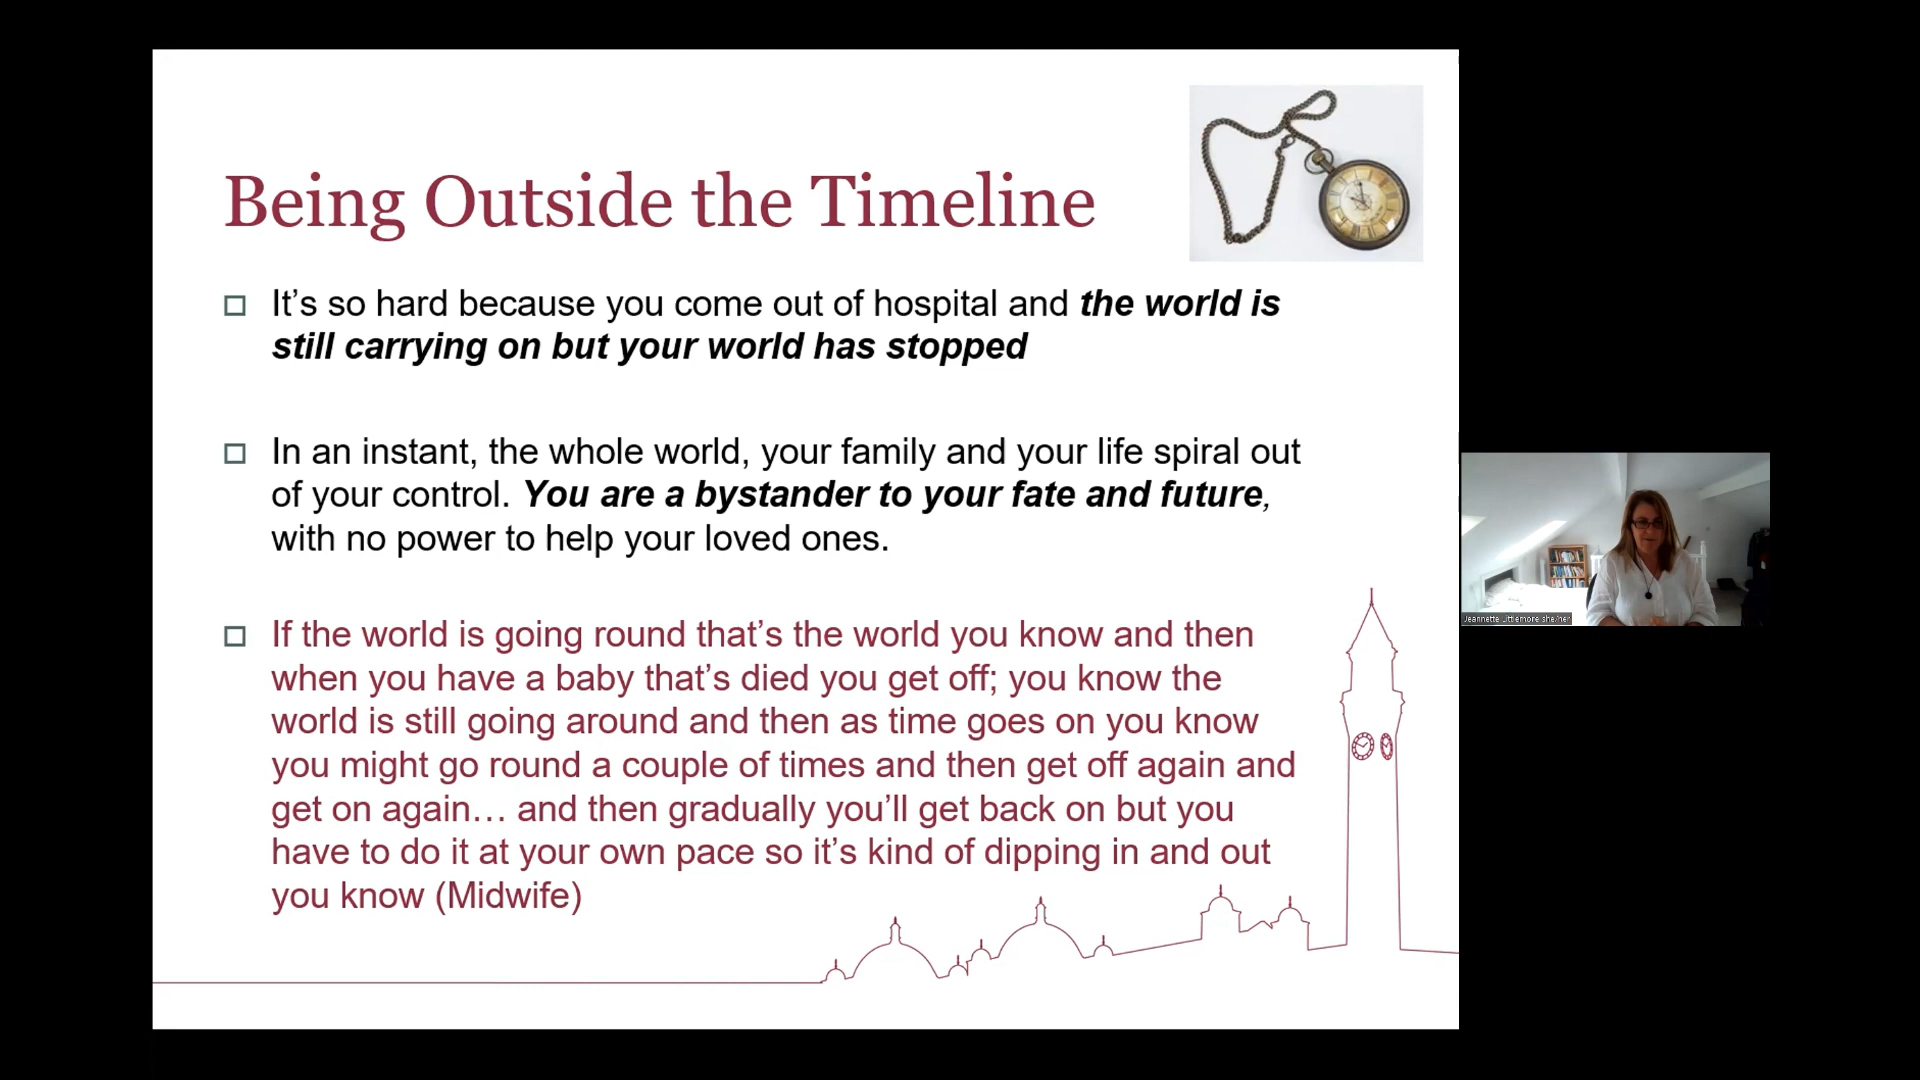 Being Outside the Timeline
It’s so hard because you come out of hospital and the world is
still carrying on but your world has stopped
In an instant, the whole world, your family and your life spiral out
of your control. You are a bystander to your fate and future,
with no power to help your loved ones.
If the world is going round that’s the world you know and then
when you have a baby that’s died you get off; you know the
world is still going around and then as time goes on you know
you might go round a couple of times and then get off again and
get on again… and then gradually you’ll get back on but you
have to do it at your own pace so it’s kind of dipping in and out
you know (Midwife)
Jeannette Littlemore she/her